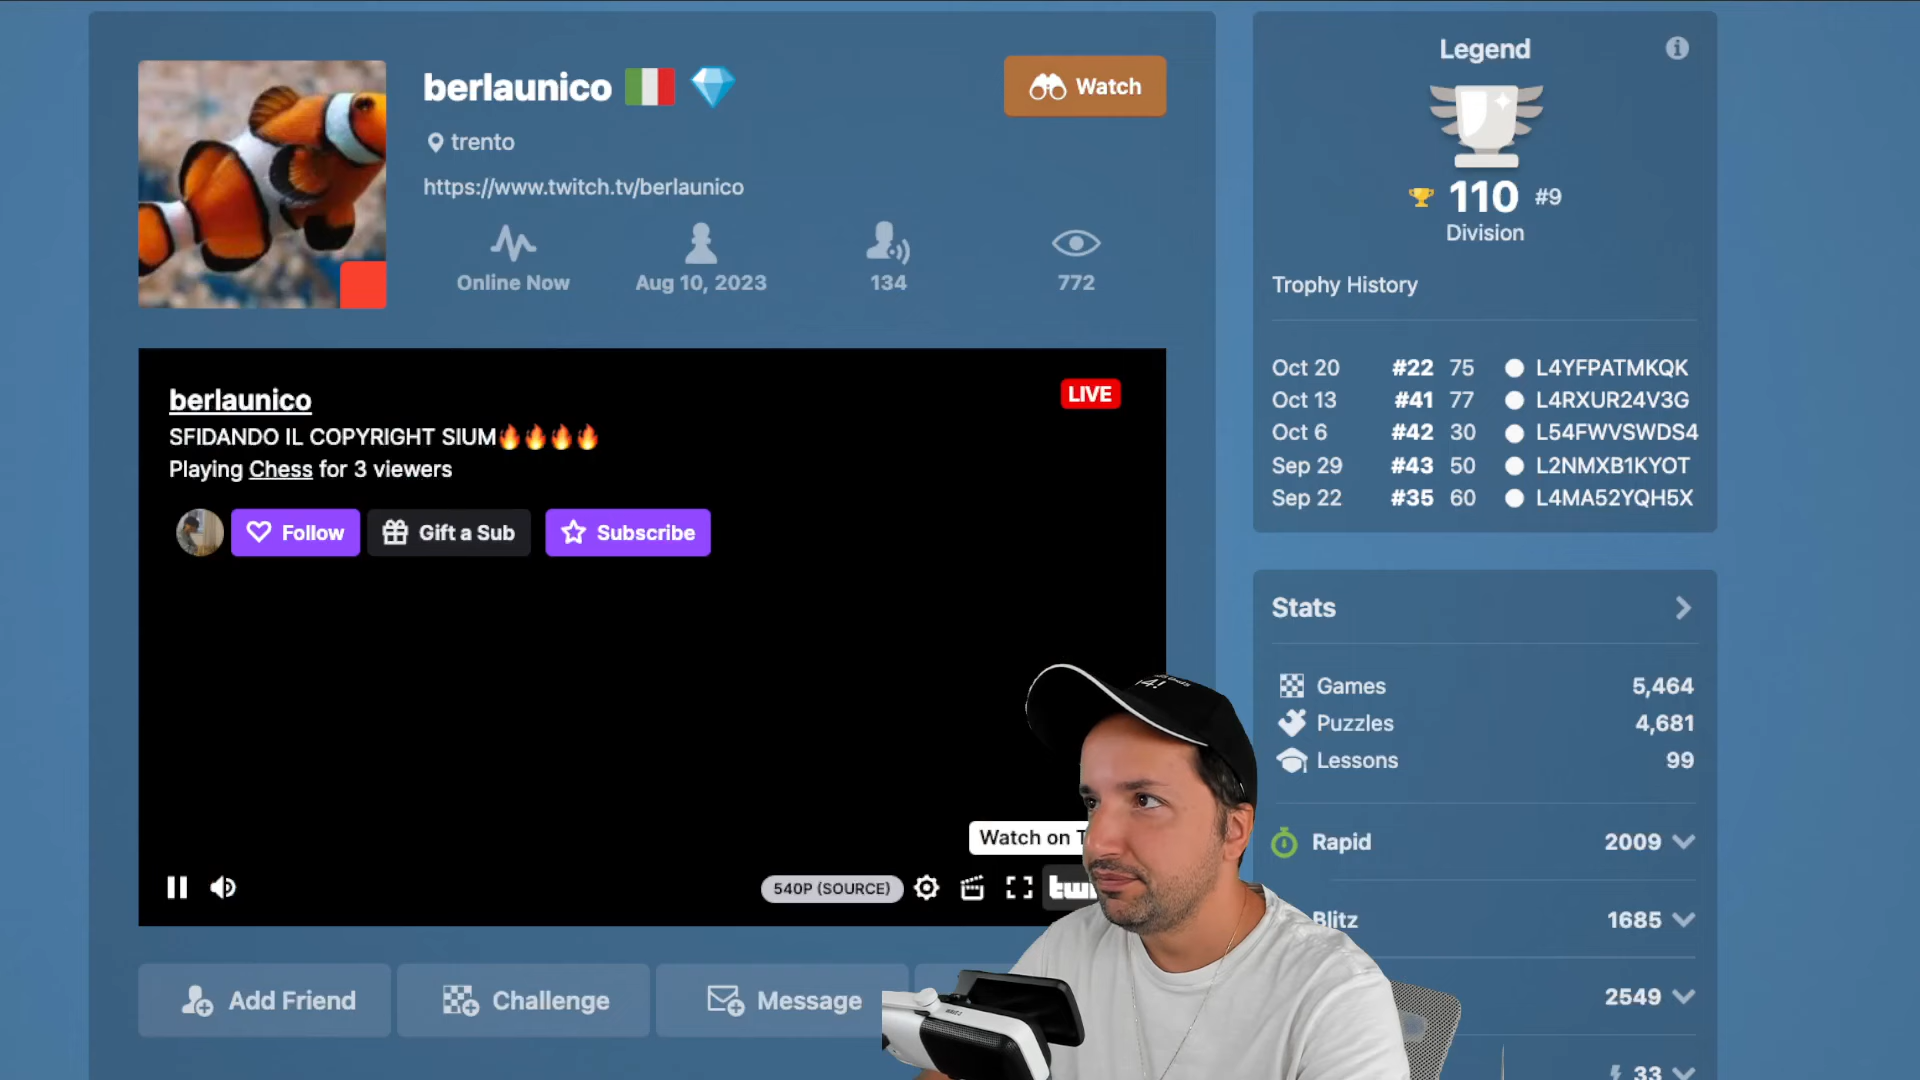 berlaunico
Watch
trento
https://www.twitch.tv/berlaunico
Online Now
Aug 10, 2023
134
772
berlaunico
LIVE
SFIDANDO IL COPYRIGHT SIUM🔥🔥🔥🔥
Playing Chess for 3 viewers
Follow
Gift a Sub
Subscribe
Watch on T
540P (SOURCE)
Add Friend
Challenge
Message
Legend
110 #9
Division
Trophy History
Oct 20 #22 75 L4YFPATMKQK
Oct 13 #41 77 L4RXUR24V3G
Oct 6 #42 30 L54FWVSWDS4
Sep 29 #43 50 L2NMXB1KYOT
Sep 22 #35 60 L4MA52YQH5X
Stats
Games 5,464
Puzzles 4,681
Lessons 99
Rapid 2009
Blitz 1685
2549
33